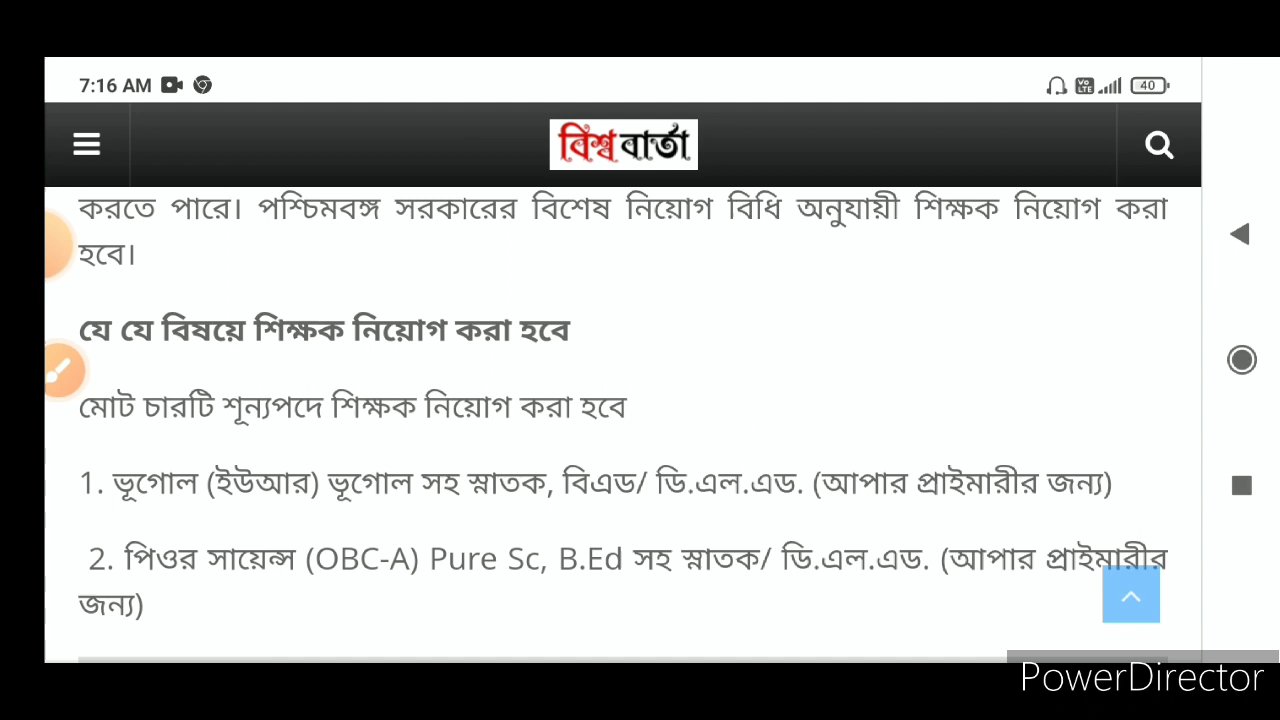 7:16 AM
VO LTE
40
বিশ্ব বার্তা
করতে পারে। পশ্চিমবঙ্গ সরকারের বিশেষ নিয়োগ বিধি অনুযায়ী শিক্ষক নিয়োগ করা
হবে।
যে যে বিষয়ে শিক্ষক নিয়োগ করা হবে
মোট চারটি শূন্যপদে শিক্ষক নিয়োগ করা হবে
1. ভূগোল (ইউআর) ভূগোল সহ স্নাতক, বিএড/ ডি.এল.এড. (আপার প্রাইমারীর জন্য)
2. পিওর সায়েন্স (OBC-A) Pure Sc, B.Ed সহ স্নাতক/ ডি.এল.এড. (আপার প্রাইমারীর
জন্য)
PowerDirector